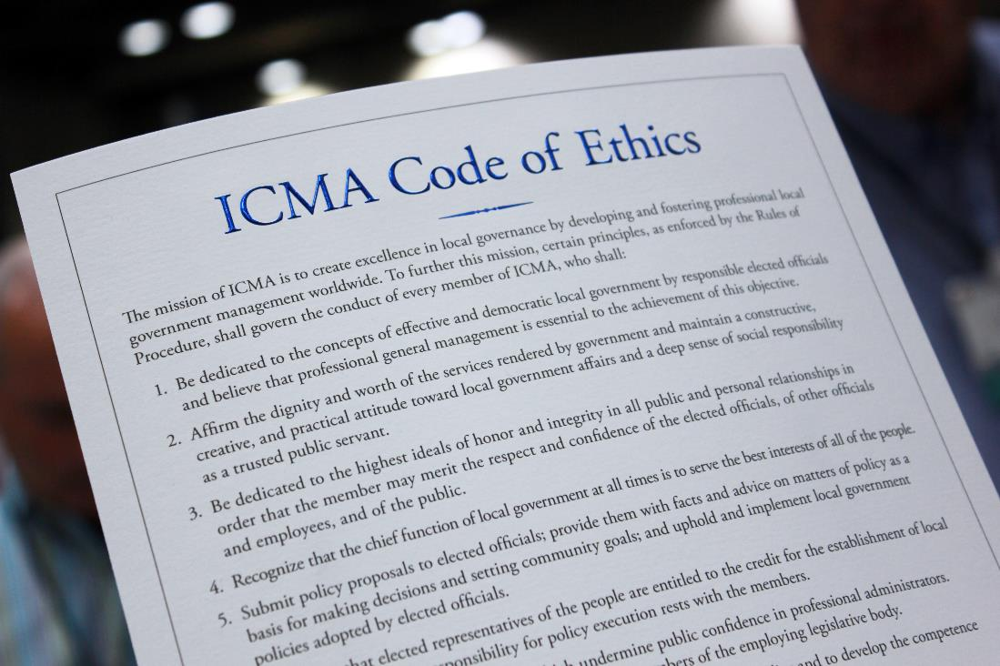 ICMA Code of Ethics
The mission of ICMA is to create excellence in local governance by developing and fostering professional local
government management worldwide. To further this mission, certain principles, as enforced by the Rules of
Procedure, shall govern the conduct of every member of ICMA, who shall:
1. Be dedicated to the concepts of effective and democratic local government by responsible elected officials
and believe that professional general management is essential to the achievement of this objective.
2. Affirm the dignity and worth of the services rendered by government and maintain a constructive,
creative, and practical attitude toward local government affairs and a deep sense of social responsibility
as a trusted public servant.
3. Be dedicated to the highest ideals of honor and integrity in all public and personal relationships in
order that the member may merit the respect and confidence of the elected officials, of other officials
and employees, and of the public.
4. Recognize that the chief function of local government at all times is to serve the best interests of all of the people.
5. Submit policy proposals to elected officials; provide them with facts and advice on matters of policy as a
basis for making decisions and setting community goals; and uphold and implement local government
policies adopted by elected officials.
elected representatives of the people are entitled to the credit for the establishment of local
for policy execution rests with the members.
undermine public confidence in professional administrators.
of the employing legislative body.
and to develop the competence